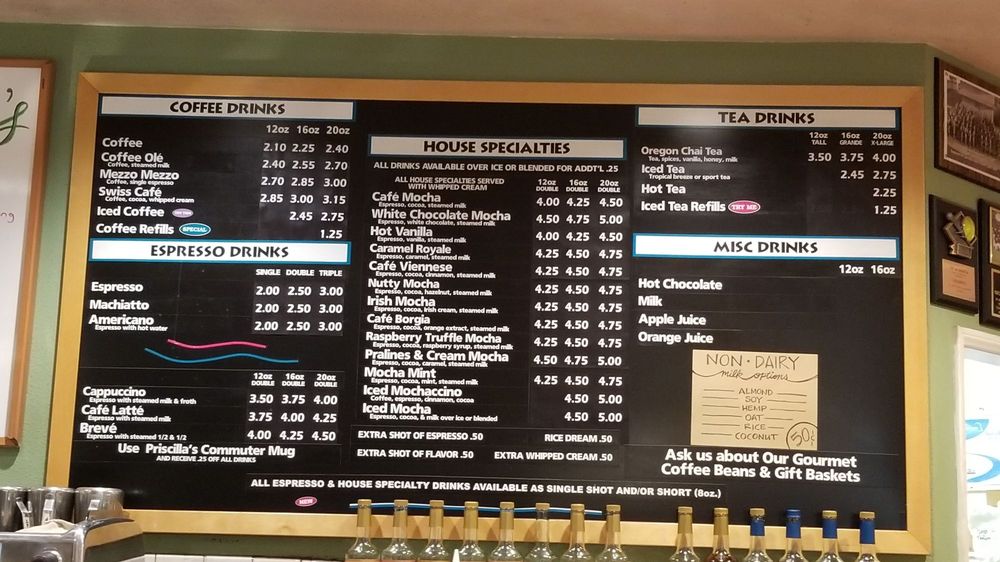 COFFEE DRINKS
12oz 16oz 20oz
Coffee 2.10 2.25 2.40
Coffee Olé 2.40 2.55 2.70
Coffee, steamed milk
Mezzo Mezzo 2.70 2.85 3.00
Coffee, single espresso
Swiss Café 2.85 3.00 3.15
Coffee, cocoa, whipped cream
Iced Coffee 2.45 2.75
Coffee Refills SPECIAL 1.25
ESPRESSO DRINKS
SINGLE DOUBLE TRIPLE
Espresso 2.00 2.50 3.00
Machiatto 2.00 2.50 3.00
Americano 2.00 2.50 3.00
Espresso with hot water
12oz 16oz 20oz
DOUBLE DOUBLE DOUBLE
Cappuccino 3.50 3.75 4.00
Espresso with steamed milk & froth
Café Latté 3.75 4.00 4.25
Espresso with steamed milk
Brevé 4.00 4.25 4.50
Espresso with steamed 1/2 & 1/2
Use Priscilla's Commuter Mug
AND RECEIVE .25 OFF ALL DRINKS
HOUSE SPECIALTIES
ALL DRINKS AVAILABLE OVER ICE OR BLENDED FOR ADDT'L .25
ALL HOUSE SPECIALTIES SERVED
WITH WHIPPED CREAM
12oz 16oz 20oz
DOUBLE DOUBLE DOUBLE
Café Mocha 4.00 4.25 4.50
Espresso, cocoa, steamed milk
White Chocolate Mocha 4.50 4.75 5.00
Espresso, white chocolate, steamed milk
Hot Vanilla 4.00 4.25 4.50
Espresso, vanilla, steamed milk
Caramel Royale 4.25 4.50 4.75
Espresso, caramel, steamed milk
Café Viennese 4.25 4.50 4.75
Espresso, cocoa, cinnamon, steamed milk
Nutty Mocha 4.25 4.50 4.75
Espresso, cocoa, hazelnut, steamed milk
Irish Mocha 4.25 4.50 4.75
Espresso, cocoa, Irish cream, steamed milk
Café Borgia 4.25 4.50 4.75
Espresso, cocoa, orange extract, steamed milk
Raspberry Truffle Mocha 4.25 4.50 4.75
Espresso, cocoa, raspberry syrup, steamed milk
Pralines & Cream Mocha 4.50 4.75 5.00
Espresso, cocoa, caramel, steamed milk
Mocha Mint 4.25 4.50 4.75
Espresso, cocoa, mint, steamed milk
Iced Mochaccino 4.50 5.00
Coffee, espresso, cinnamon, cocoa
Iced Mocha 4.50 5.00
Espresso, cocoa, & milk over ice or blended
EXTRA SHOT OF ESPRESSO .50 RICE DREAM .50
EXTRA SHOT OF FLAVOR .50 EXTRA WHIPPED CREAM .50
TEA DRINKS
12oz 16oz 20oz
TALL GRANDE X-LARGE
Oregon Chai Tea 3.50 3.75 4.00
Tea, spices, vanilla, honey, milk
Iced Tea 2.45 2.75
Tropical breeze or sport tea
Hot Tea 2.25
Iced Tea Refills TRY ME 1.25
MISC DRINKS
12oz 16oz
Hot Chocolate
Milk
Apple Juice
Orange Juice
NON • DAIRY
milk options
ALMOND
SOY
HEMP
OAT
RICE
COCONUT
50¢
Ask us about Our Gourmet
Coffee Beans & Gift Baskets
ALL ESPRESSO & HOUSE SPECIALTY DRINKS AVAILABLE AS SINGLE SHOT AND/OR SHORT (8oz.)
NEW